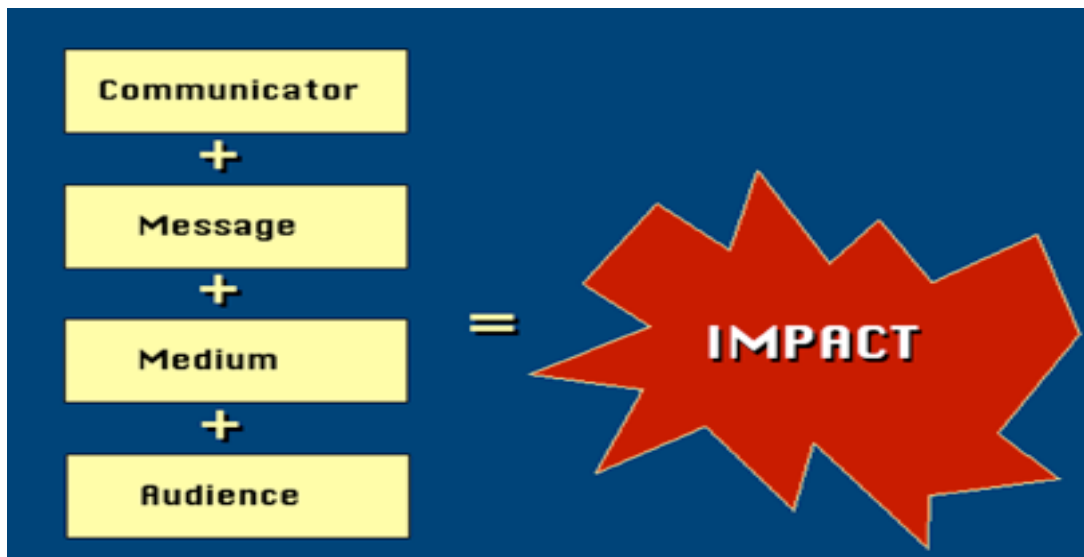 Communicator
+
Message
+
Medium
+
Audience
=
IMPACT